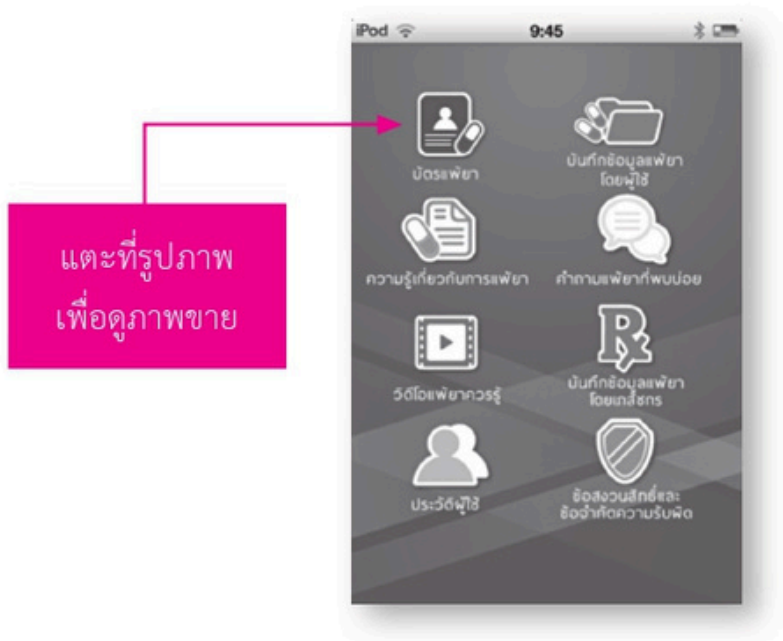 iPod 9:45
แตะที่รูปภาพ
เพื่อดูภาพขาย
บัตรแพ้ยา
บันทึกข้อมูลแพ้ยา
โดยผู้ใช้
ความรู้เกี่ยวกับการแพ้ยา
คำถามแพ้ยาที่พบบ่อย
วิดีโอแพ้ยาควรรู้
บันทึกข้อมูลแพ้ยา
โดยเภสัชกร
ประวัติผู้ใช้
ข้อสงวนสิทธิ์และ
ข้อจำกัดความรับผิด